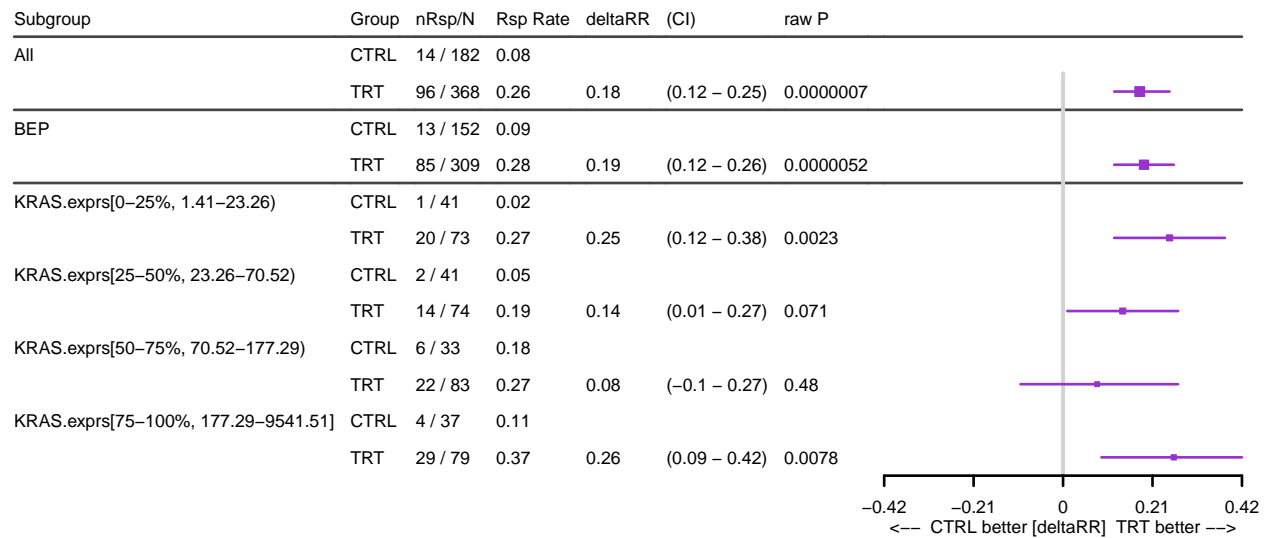 Subgroup Group nRsp/N Rsp Rate deltaRR (CI) raw P
All CTRL 14 / 182 0.08
TRT 96 / 368 0.26 0.18 (0.12 − 0.25) 0.0000007
BEP CTRL 13 / 152 0.09
TRT 85 / 309 0.28 0.19 (0.12 − 0.26) 0.0000052
KRAS.exprs[0−25%, 1.41−23.26) CTRL 1 / 41 0.02
TRT 20 / 73 0.27 0.25 (0.12 − 0.38) 0.0023
KRAS.exprs[25−50%, 23.26−70.52) CTRL 2 / 41 0.05
TRT 14 / 74 0.19 0.14 (0.01 − 0.27) 0.071
KRAS.exprs[50−75%, 70.52−177.29) CTRL 6 / 33 0.18
TRT 22 / 83 0.27 0.08 (−0.1 − 0.27) 0.48
KRAS.exprs[75−100%, 177.29−9541.51] CTRL 4 / 37 0.11
TRT 29 / 79 0.37 0.26 (0.09 − 0.42) 0.0078
−0.42 −0.21 0 0.21 0.42
<−− CTRL better [deltaRR] TRT better −−>